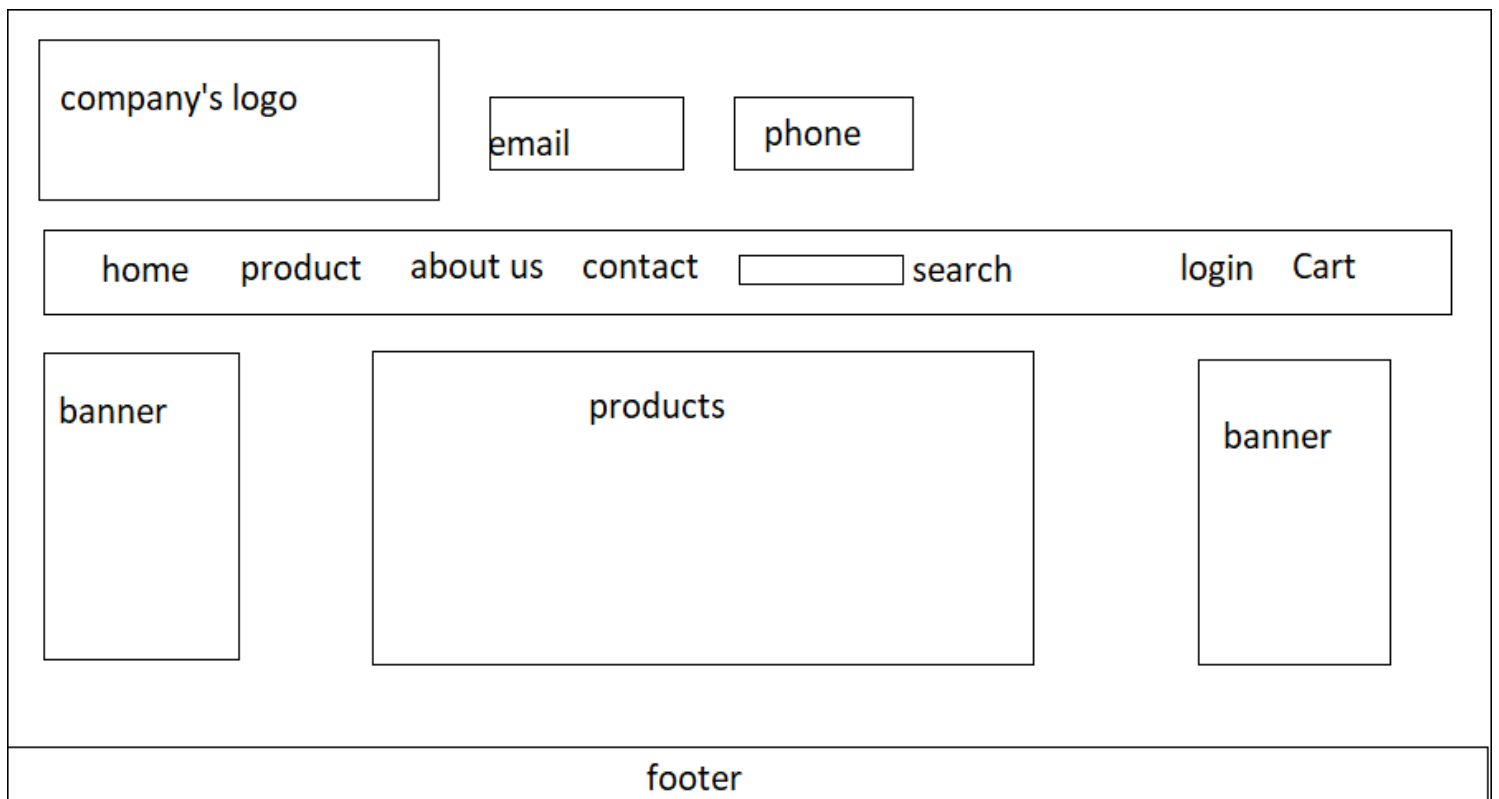 company's logo
email
phone
home product about us contact search login Cart
banner
products
banner
footer